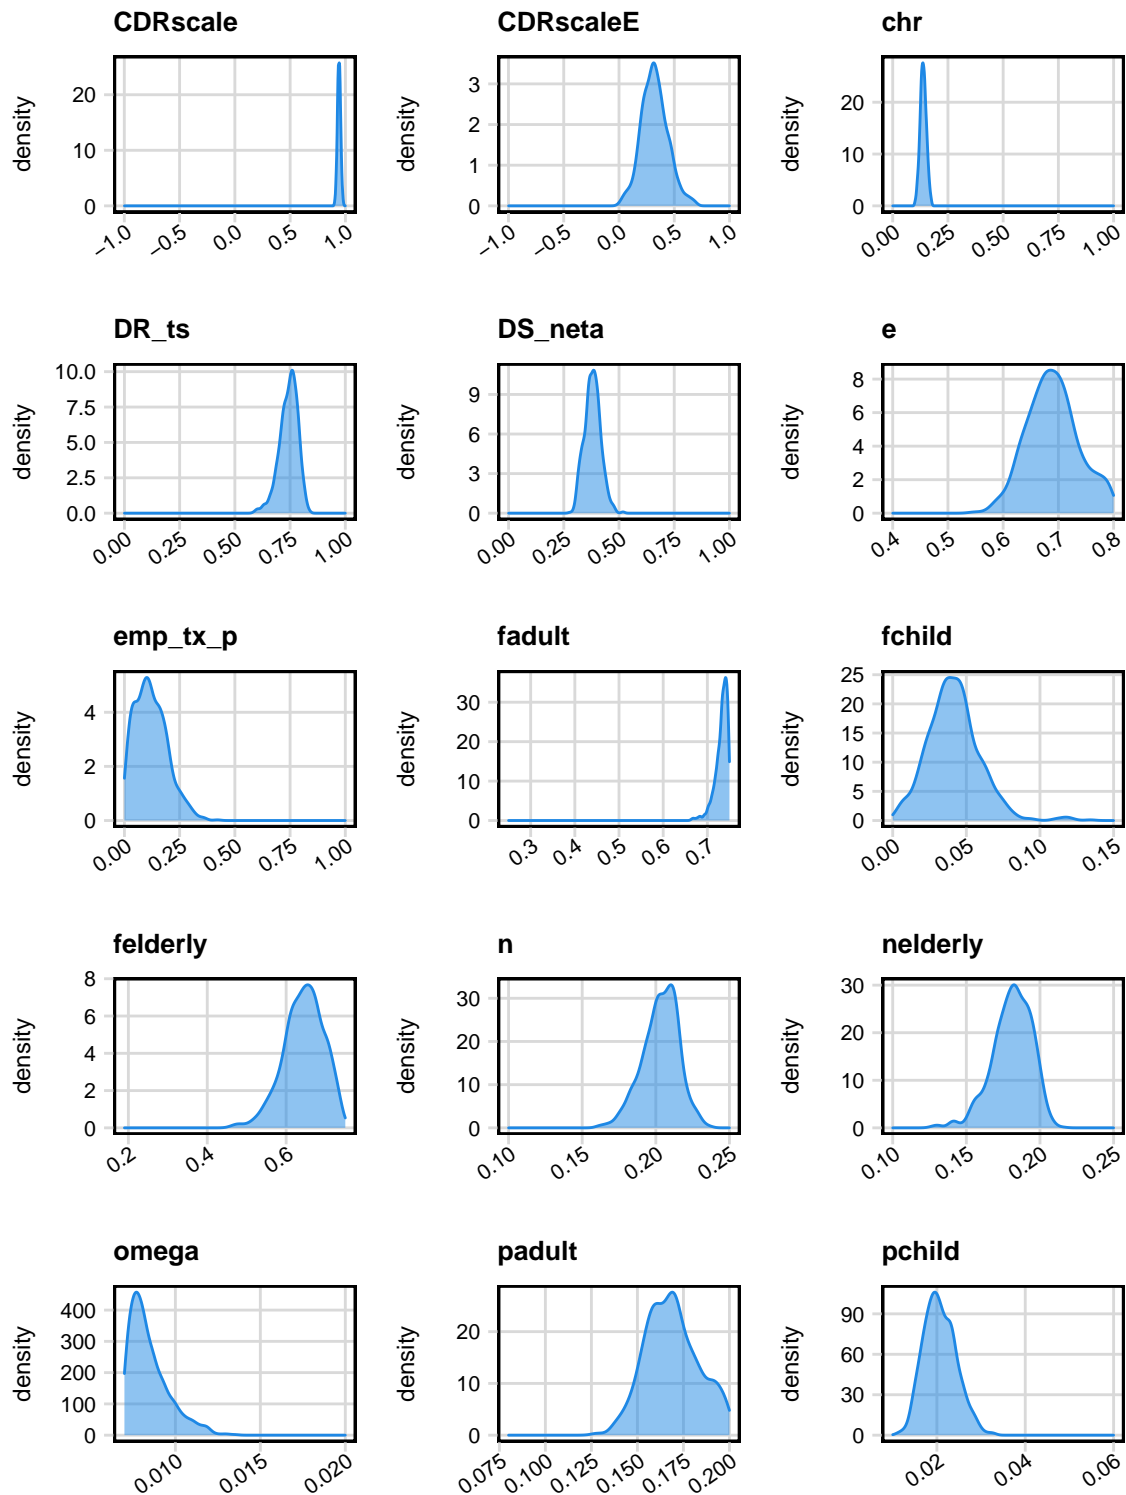 CDRscale
CDRscaleE
chr
density
20
10
0
−1.0 −0.5 0.0 0.5 1.0
density
3
2
1
0
−1.0 −0.5 0.0 0.5 1.0
density
20
10
0
0.00 0.25 0.50 0.75 1.00
DR_ts
DS_neta
e
density
10.0
7.5
5.0
2.5
0.0
0.00 0.25 0.50 0.75 1.00
density
9
6
3
0
0.00 0.25 0.50 0.75 1.00
density
8
6
4
2
0
0.4 0.5 0.6 0.7 0.8
emp_tx_p
fadult
fchild
density
4
2
0
0.00 0.25 0.50 0.75 1.00
density
30
20
10
0
0.3 0.4 0.5 0.6 0.7
density
25
20
15
10
5
0
0.00 0.05 0.10 0.15
felderly
n
nelderly
density
8
6
4
2
0
0.2 0.4 0.6
density
30
20
10
0
0.10 0.15 0.20 0.25
density
30
20
10
0
0.10 0.15 0.20 0.25
omega
padult
pchild
density
400
300
200
100
0
0.010 0.015 0.020
density
20
10
0
0.075 0.100 0.125 0.150 0.175 0.200
density
90
60
30
0
0.02 0.04 0.06